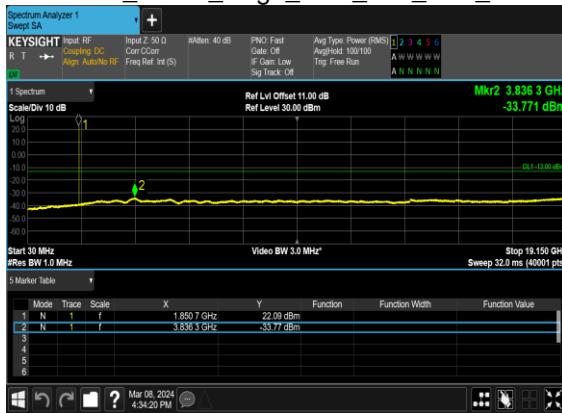 Spectrum Analyzer 1
Swept SA
+
KEYSIGHT Input: RF Input Z: 50 Ω #Atten: 40 dB PNO: Fast Avg Type: Power (RMS) 1 2 3 4 5 6
R T Coupling: DC Corr CCorr Gate: Off Avg|Hold: 100/100 A W W W W W
Align: Auto/No RF Freq Ref: Int (S) IF Gain: Low Trig: Free Run
Sig Track: Off A N N N N N
1 Spectrum Ref Lvl Offset 11.00 dB Mkr2 3.836 3 GHz
Scale/Div 10 dB Ref Level 30.00 dBm -33.771 dBm
Log
20.0
10.0
0.00
-10.0
DL1 -13.00 dB
-20.0
-30.0
-40.0
-50.0
-60.0
1
2
Start 30 MHz Video BW 3.0 MHz* Stop 19.150 GH
#Res BW 1.0 MHz Sweep 32.0 ms (40001 pts
5 Marker Table
Mode Trace Scale X Y Function Function Width Function Value
1 N 1 f 1.850 7 GHz 22.09 dBm
2 N 1 f 3.836 3 GHz -33.77 dBm
3
4
5
6
? Mar 08, 2024
4:34:20 PM